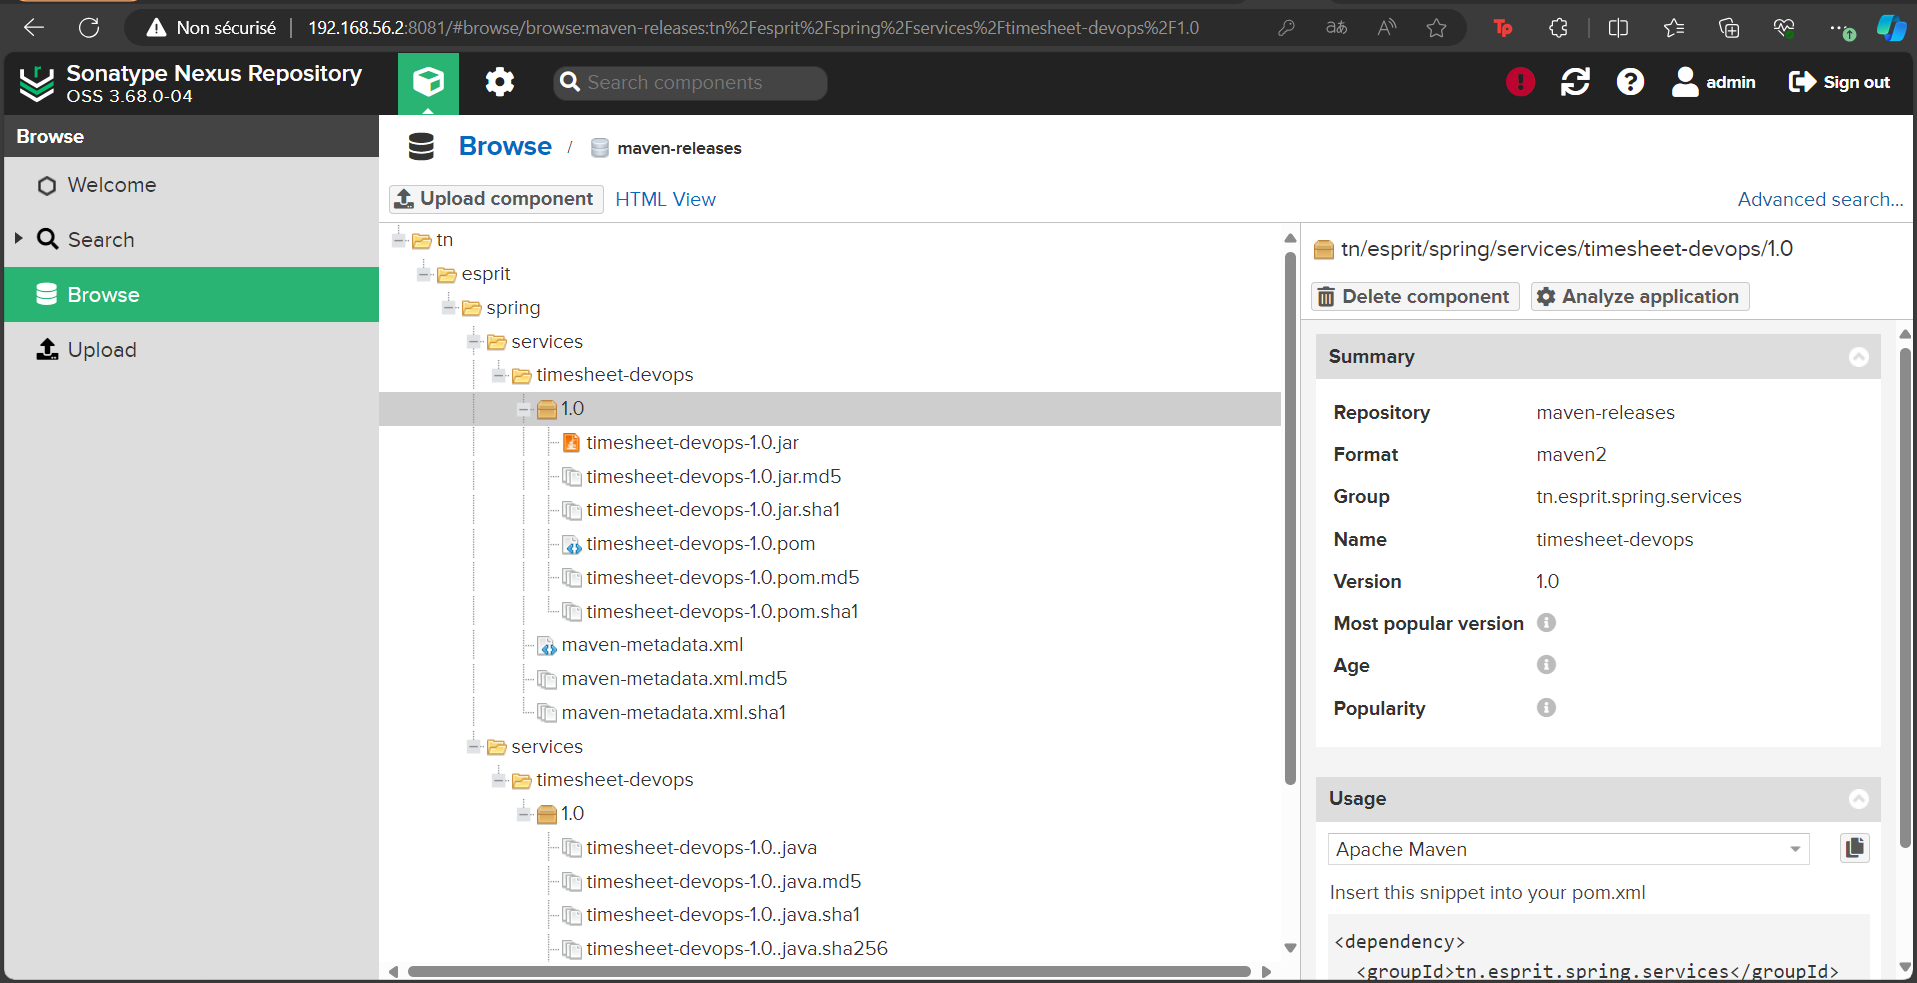 Non sécurisé
192.168.56.2:8081/#browse/browse:maven-releases:tn%2Fesprit%2Fspring%2Fservices%2Ftimesheet-devops%2F1.0
aあ
A
Tp
Sonatype Nexus Repository
OSS 3.68.0-04
Search components
admin
Sign out
Browse
Welcome
Search
Browse
Upload
Browse / maven-releases
Upload component
HTML View
Advanced search...
tn
esprit
spring
services
timesheet-devops
1.0
timesheet-devops-1.0.jar
timesheet-devops-1.0.jar.md5
timesheet-devops-1.0.jar.sha1
timesheet-devops-1.0.pom
timesheet-devops-1.0.pom.md5
timesheet-devops-1.0.pom.sha1
maven-metadata.xml
maven-metadata.xml.md5
maven-metadata.xml.sha1
services
timesheet-devops
1.0
timesheet-devops-1.0..java
timesheet-devops-1.0..java.md5
timesheet-devops-1.0..java.sha1
timesheet-devops-1.0..java.sha256
tn/esprit/spring/services/timesheet-devops/1.0
Delete component
Analyze application
Summary
Repository maven-releases
Format maven2
Group tn.esprit.spring.services
Name timesheet-devops
Version 1.0
Most popular version
Age
Popularity
Usage
Apache Maven
Insert this snippet into your pom.xml
<dependency>
<groupId>tn.esprit.spring.services</groupId>